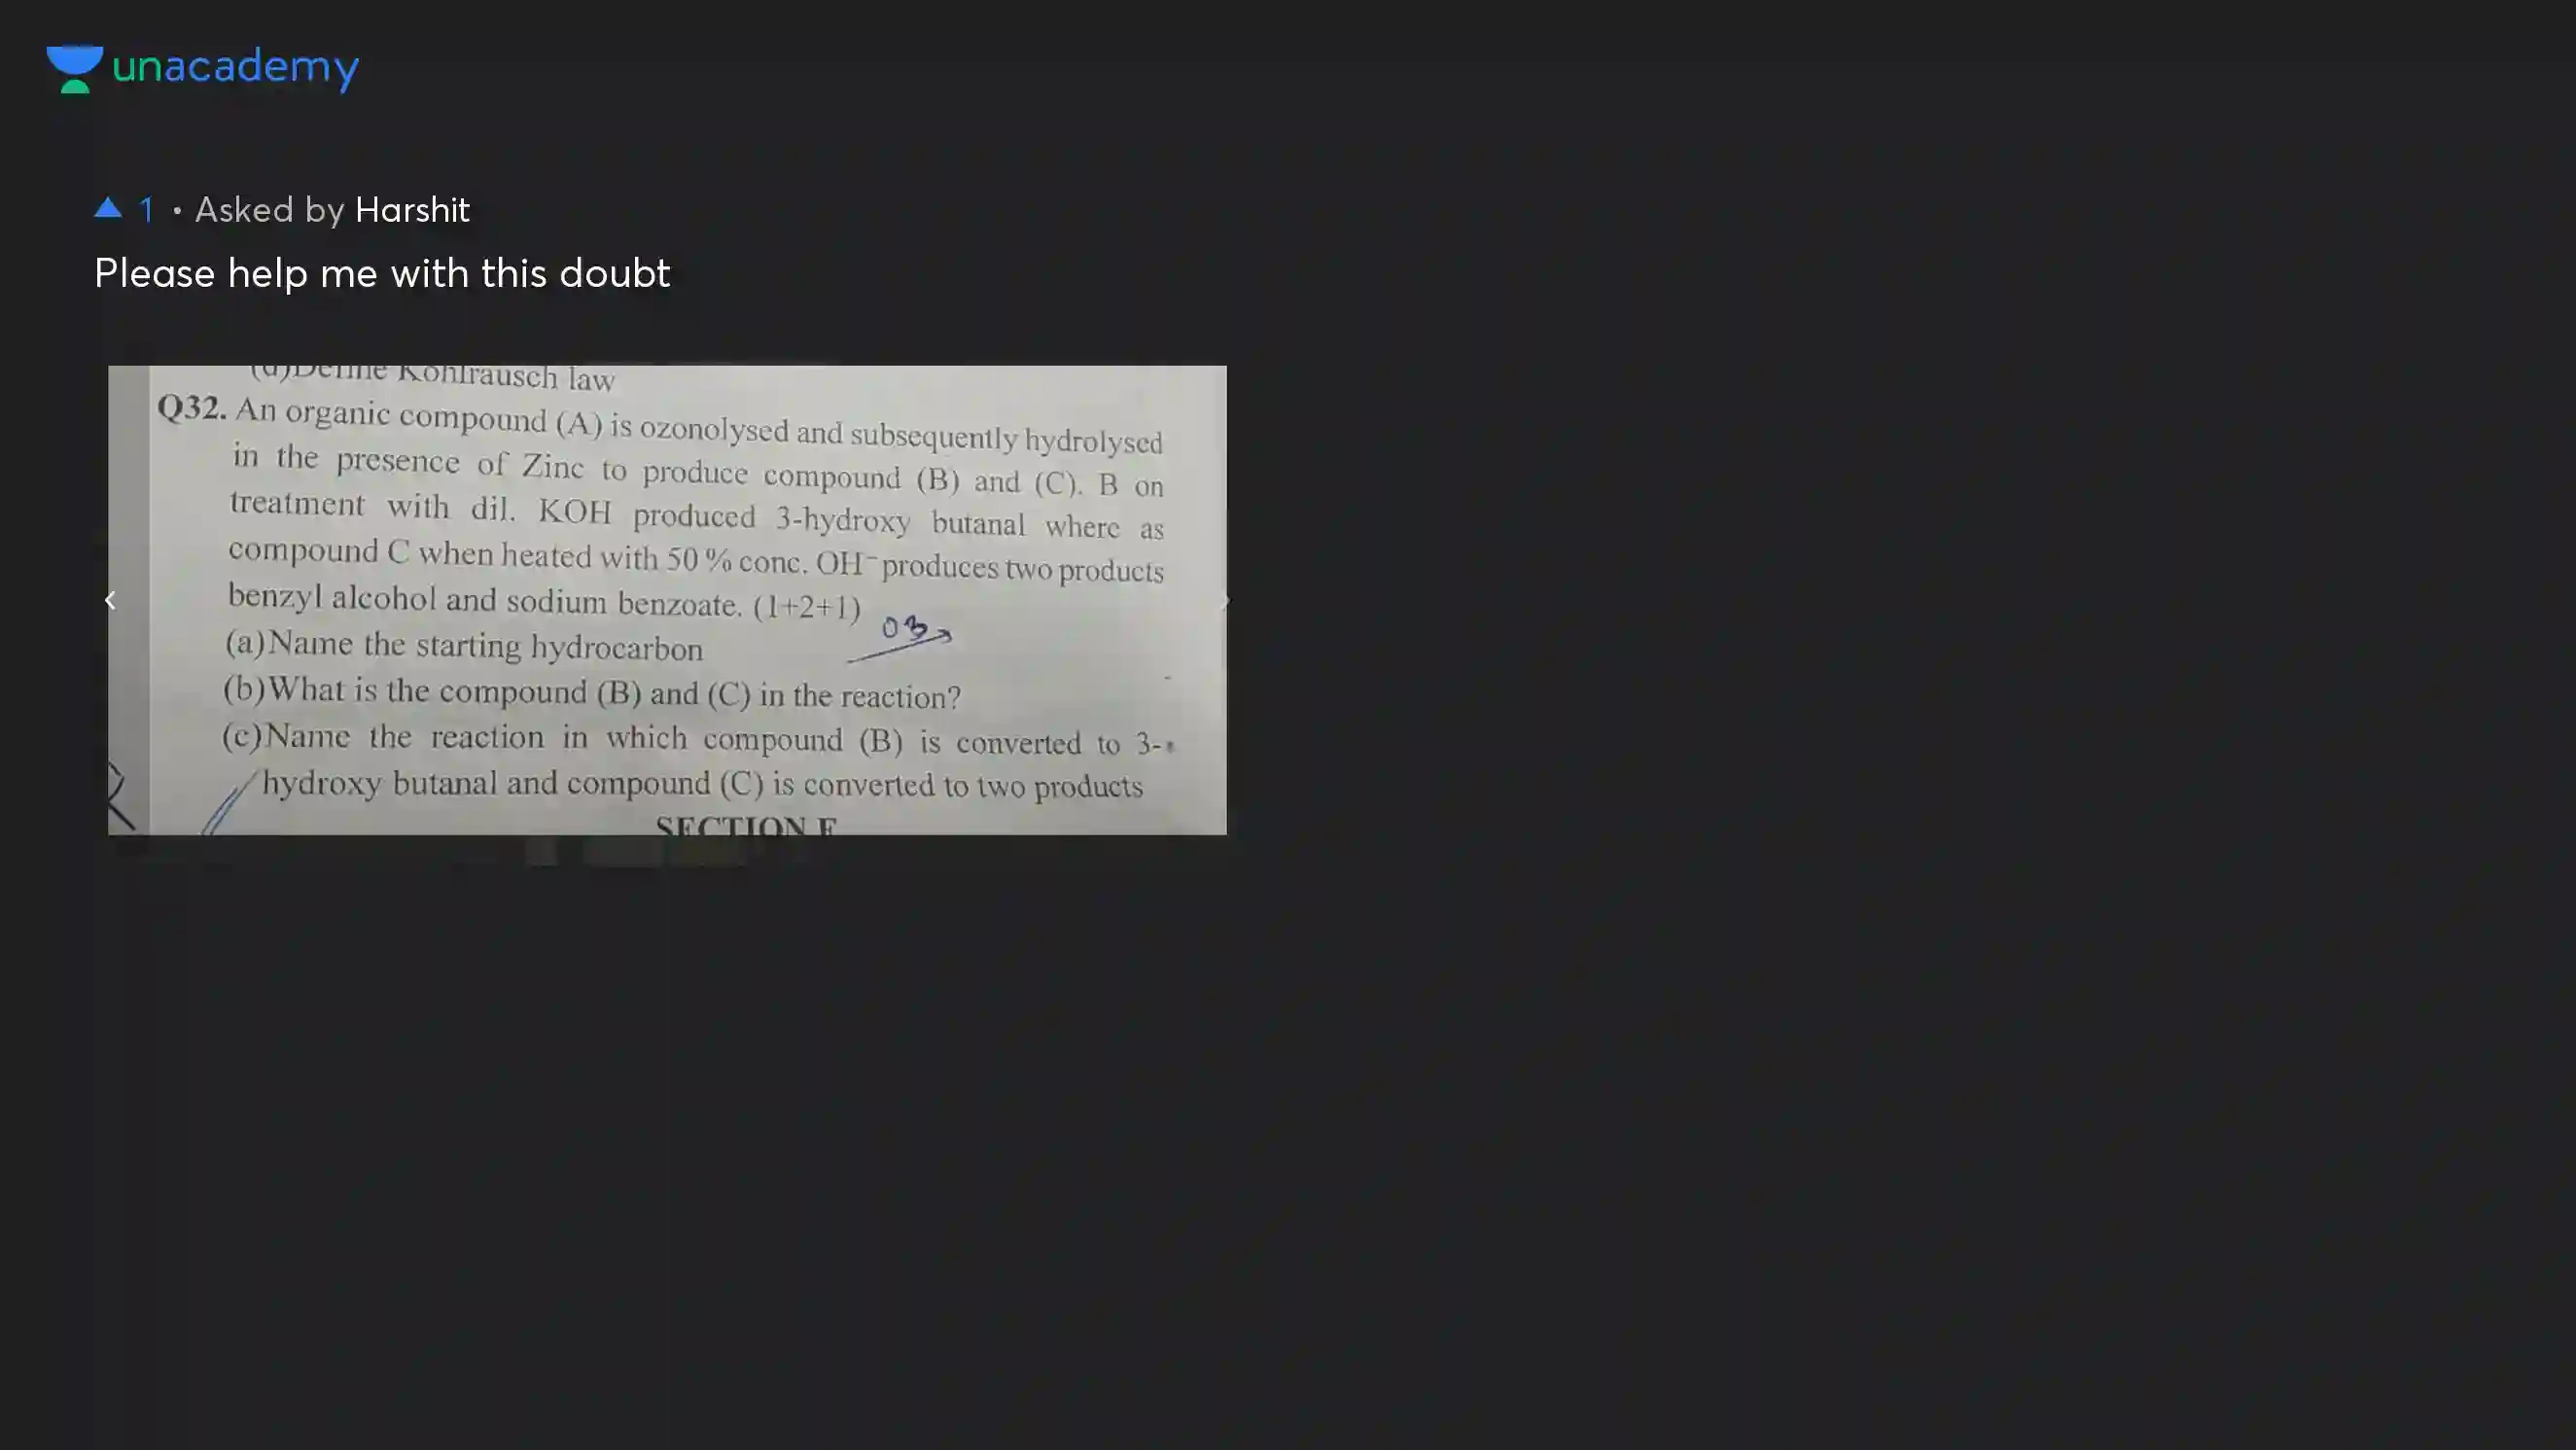 unacademy
1 • Asked by Harshit
Please help me with this doubt
(d)Define Kohlrausch law
Q32. An organic compound (A) is ozonolysed and subsequently hydrolysed
in the presence of Zinc to produce compound (B) and (C). B on
treatment with dil. KOH produced 3-hydroxy butanal where as
compound C when heated with 50 % conc. OH⁻ produces two products
benzyl alcohol and sodium benzoate. (1+2+1)
O3
(a)Name the starting hydrocarbon
(b)What is the compound (B) and (C) in the reaction?
(c)Name the reaction in which compound (B) is converted to 3-
hydroxy butanal and compound (C) is converted to two products
SECTION E